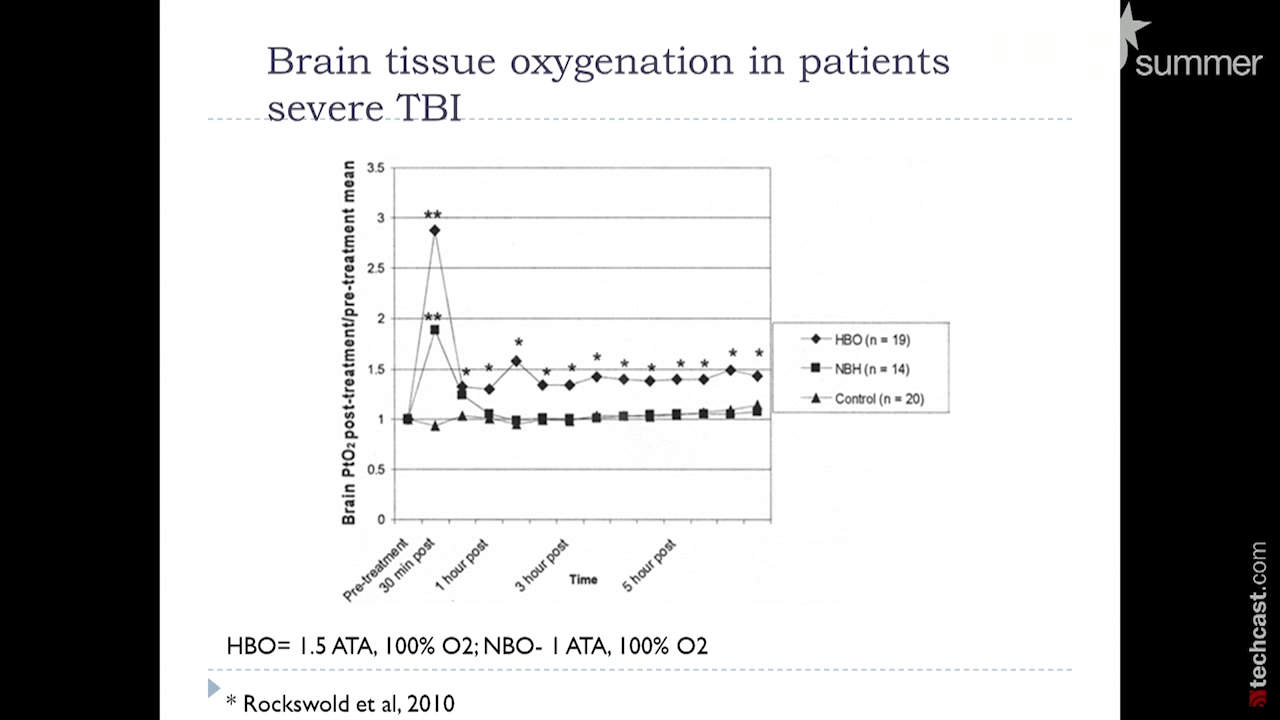 Brain tissue oxygenation in patients
severe TBI
summer
Brain PtO2 post-treatment/pre-treatment mean
3.5
3
2.5
2
1.5
1
0.5
0
**
**
* * * * * * * * * * * *
HBO (n = 19)
NBH (n = 14)
Control (n = 20)
Pre-treatment
30 min post
1 hour post
3 hour post
5 hour post
Time
HBO= 1.5 ATA, 100% O2; NBO- 1 ATA, 100% O2
* Rockswold et al, 2010
techcast.com